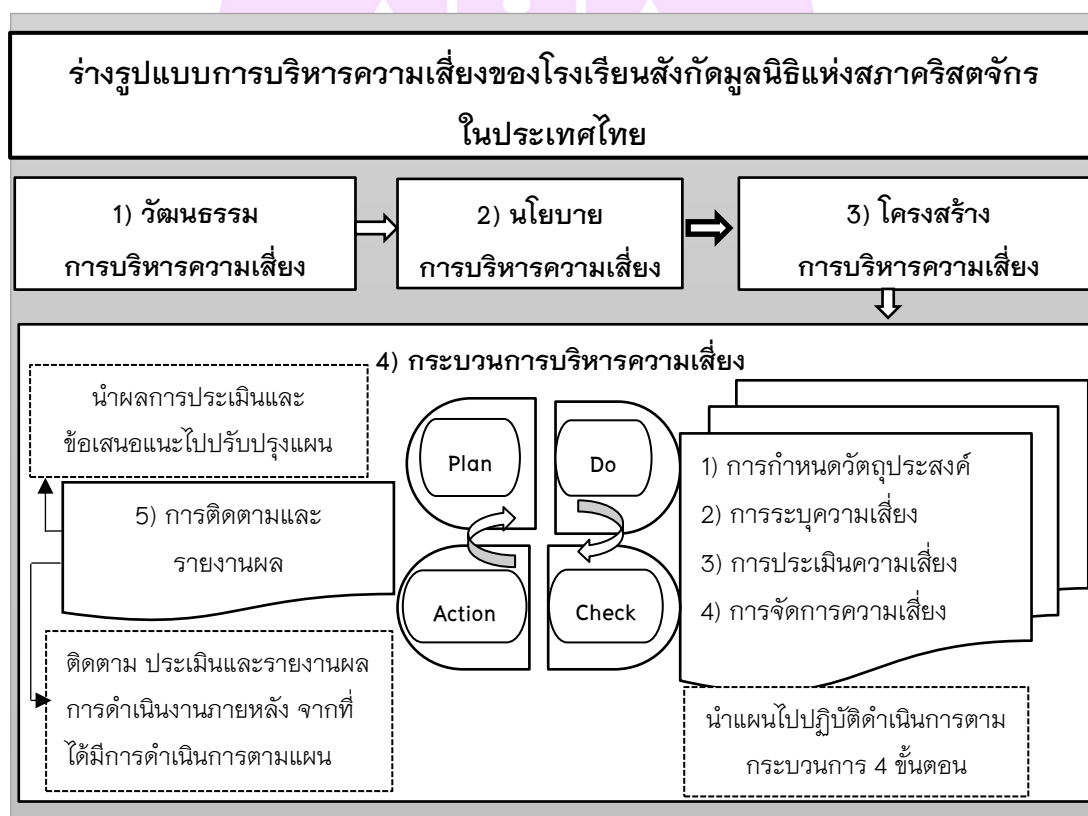 ร่างรูปแบบการบริหารความเสี่ยงของโรงเรียนสังกัดมูลนิธิแห่งสภาคริสตจักร
ในประเทศไทย
1) วัฒนธรรม
การบริหารความเสี่ยง
2) นโยบาย
การบริหารความเสี่ยง
3) โครงสร้าง
การบริหารความเสี่ยง
4) กระบวนการบริหารความเสี่ยง
นำผลการประเมินและ
ข้อเสนอแนะไปปรับปรุงแผน
5) การติดตามและ
รายงานผล
ติดตาม ประเมินและรายงานผล
การดำเนินงานภายหลัง จากที่
ได้มีการดำเนินการตามแผน
Plan
Do
Action
Check
1) การกำหนดวัตถุประสงค์
2) การระบุความเสี่ยง
3) การประเมินความเสี่ยง
4) การจัดการความเสี่ยง
นำแผนไปปฏิบัติดำเนินการตาม
กระบวนการ 4 ขั้นตอน